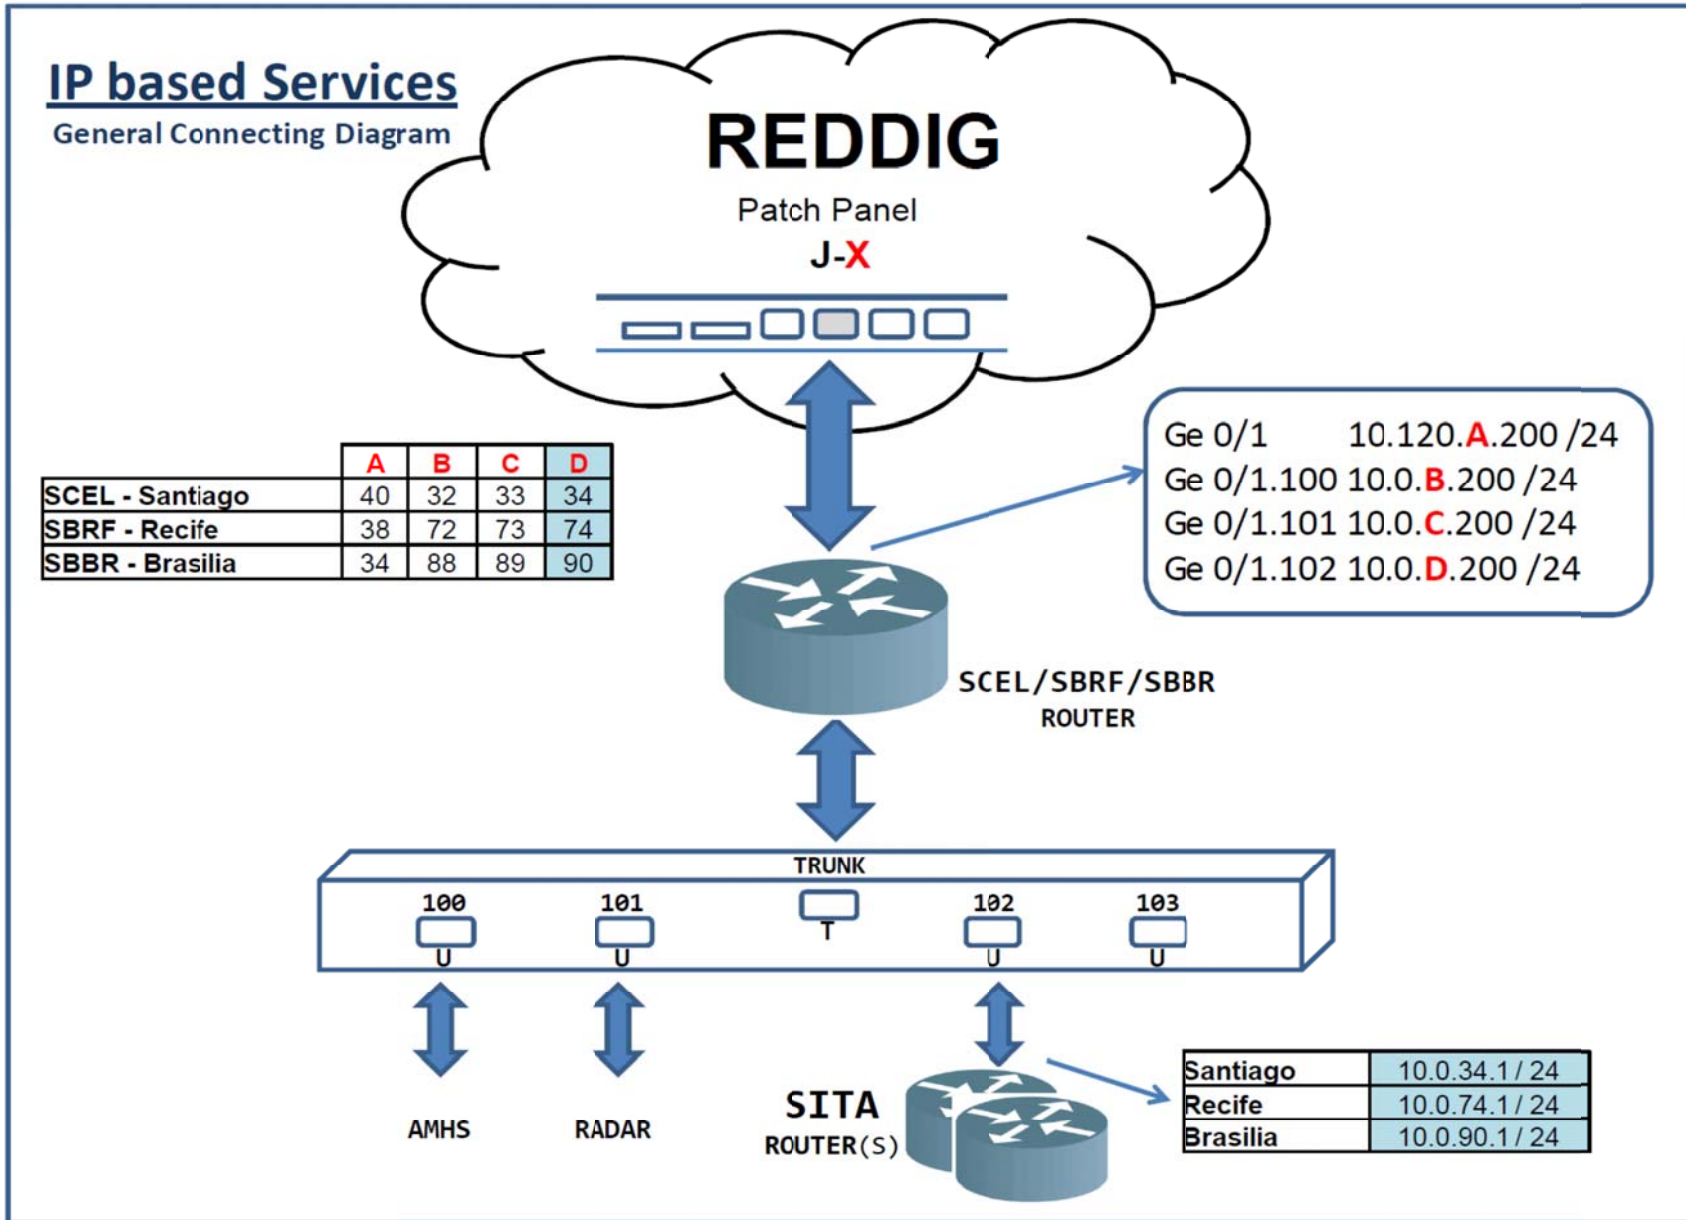 IP based Services
General Connecting Diagram
REDDIG
Patch Panel
J-X
A B C D
SCEL - Santiago 40 32 33 34
SBRF - Recife 38 72 73 74
SBBR - Brasilia 34 88 89 90
Ge 0/1 10.120.A.200 /24
Ge 0/1.100 10.0.B.200 /24
Ge 0/1.101 10.0.C.200 /24
Ge 0/1.102 10.0.D.200 /24
SCEL/SBRF/SBBR
ROUTER
TRUNK
100 101 102 103
U U T U U
AMHS RADAR
SITA
ROUTER(S)
Santiago 10.0.34.1 / 24
Recife 10.0.74.1 / 24
Brasilia 10.0.90.1 / 24